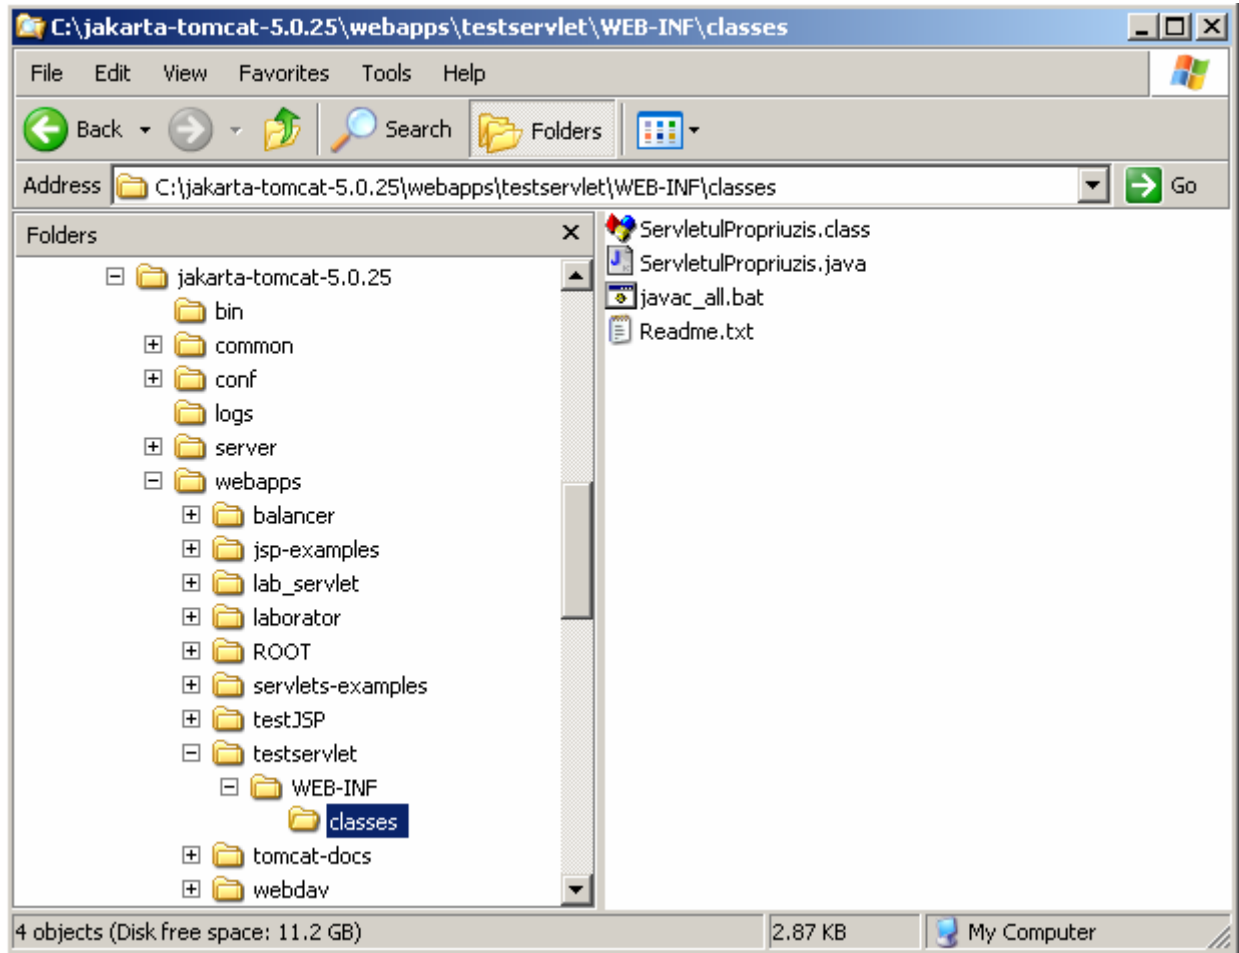 C:\jakarta-tomcat-5.0.25\webapps\testservlet\WEB-INF\classes
File Edit View Favorites Tools Help
Back Search Folders
Address C:\jakarta-tomcat-5.0.25\webapps\testservlet\WEB-INF\classes Go
Folders
jakarta-tomcat-5.0.25
bin
common
conf
logs
server
webapps
balancer
jsp-examples
lab_servlet
laborator
ROOT
servlets-examples
testJSP
testservlet
WEB-INF
classes
tomcat-docs
webdav
ServletulPropriuzis.class
ServletulPropriuzis.java
javac_all.bat
Readme.txt
4 objects (Disk free space: 11.2 GB) 2.87 KB My Computer